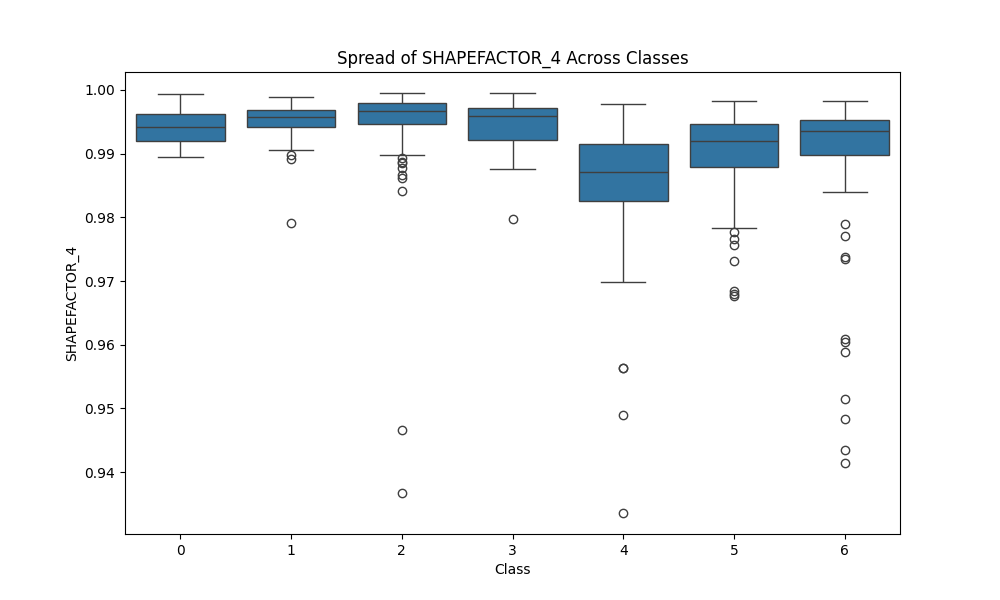 Spread of SHAPEFACTOR_4 Across Classes
SHAPEFACTOR_4
1.00
0.99
0.98
0.97
0.96
0.95
0.94
0 1 2 3 4 5 6
Class